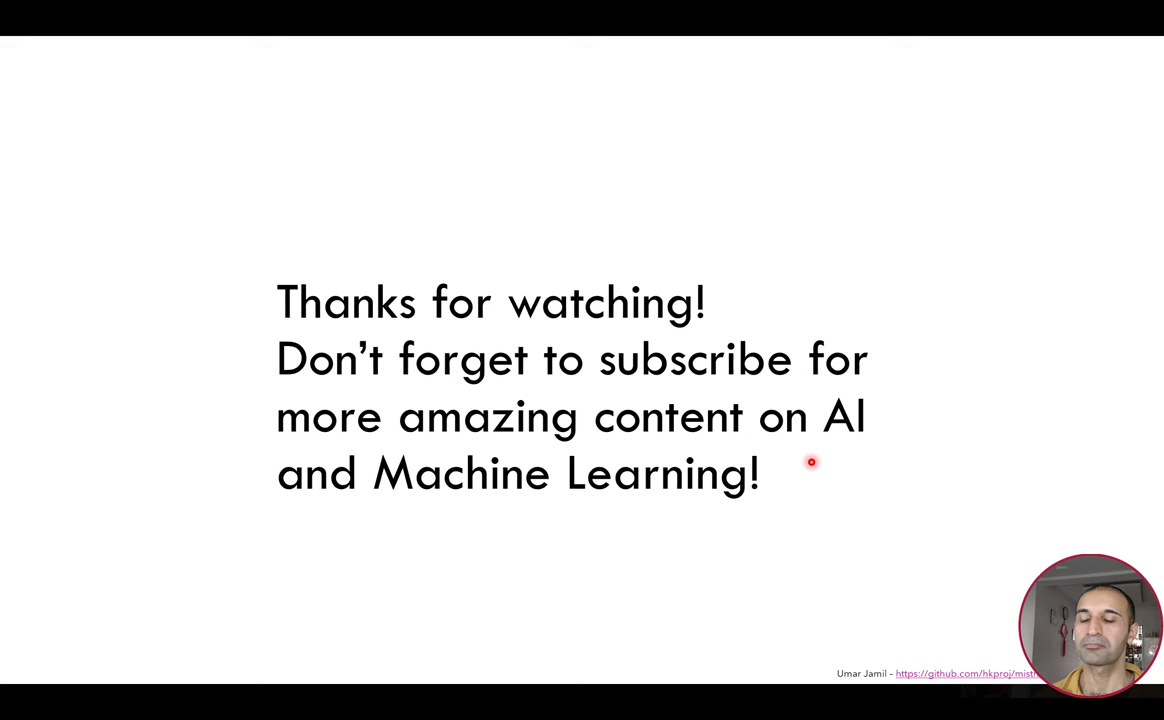 Thanks for watching!
Don’t forget to subscribe for
more amazing content on AI
and Machine Learning!
Umar Jamil – https://github.com/hkproj/mistr